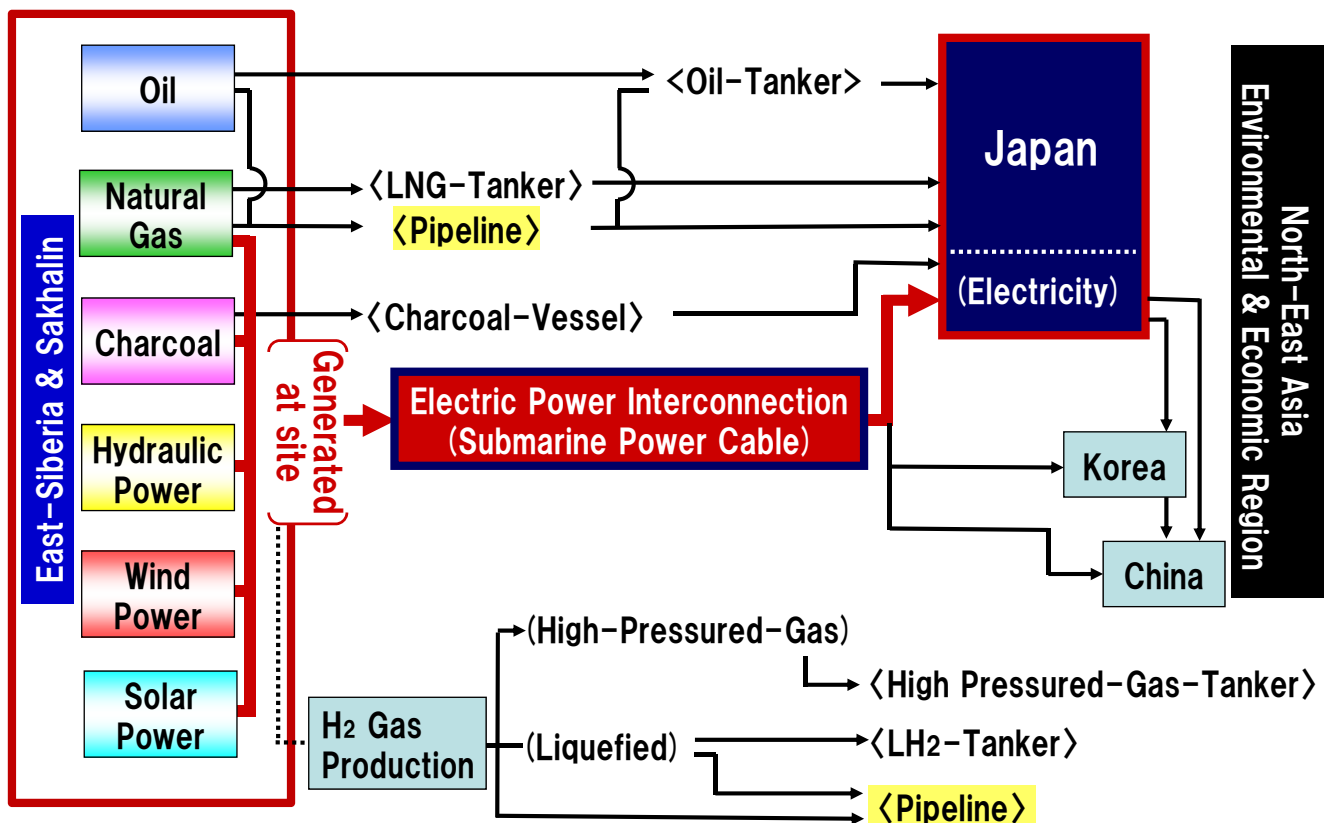 East-Siberia & Sakhalin
Oil
Natural
Gas
Charcoal
Hydraulic
Power
Wind
Power
Solar
Power
Generated
at site
<Oil-Tanker>
〈LNG-Tanker〉
〈Pipeline〉
〈Charcoal-Vessel〉
Electric Power Interconnection
(Submarine Power Cable)
Japan
(Electricity)
Korea
China
North-East Asia
Environmental & Economic Region
H2 Gas
Production
(High-Pressured-Gas)
〈High Pressured-Gas-Tanker〉
(Liquefied)
〈LH2-Tanker〉
〈Pipeline〉